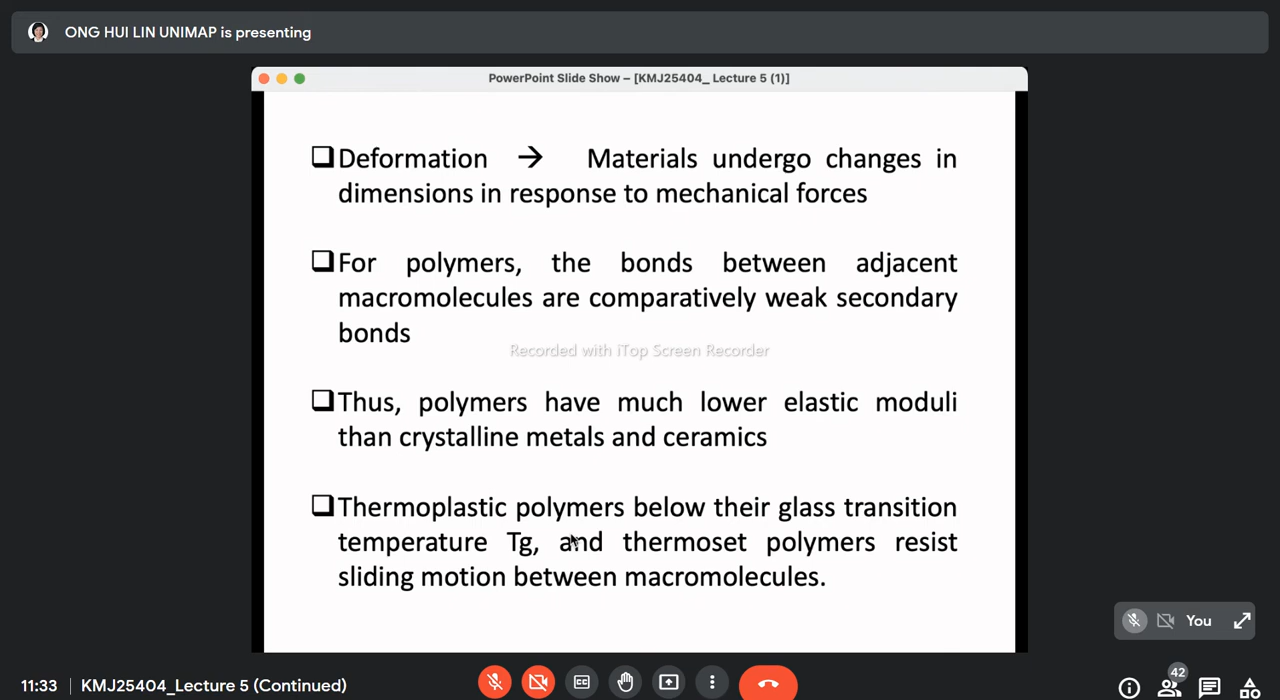 ONG HUI LIN UNIMAP is presenting
PowerPoint Slide Show – [KMJ25404_ Lecture 5 (1)]
Deformation → Materials undergo changes in
dimensions in response to mechanical forces
For polymers, the bonds between adjacent
macromolecules are comparatively weak secondary
bonds
Recorded with iTop Screen Recorder
Thus, polymers have much lower elastic moduli
than crystalline metals and ceramics
Thermoplastic polymers below their glass transition
temperature Tg, and thermoset polymers resist
sliding motion between macromolecules.
You
42
11:33 | KMJ25404_Lecture 5 (Continued)